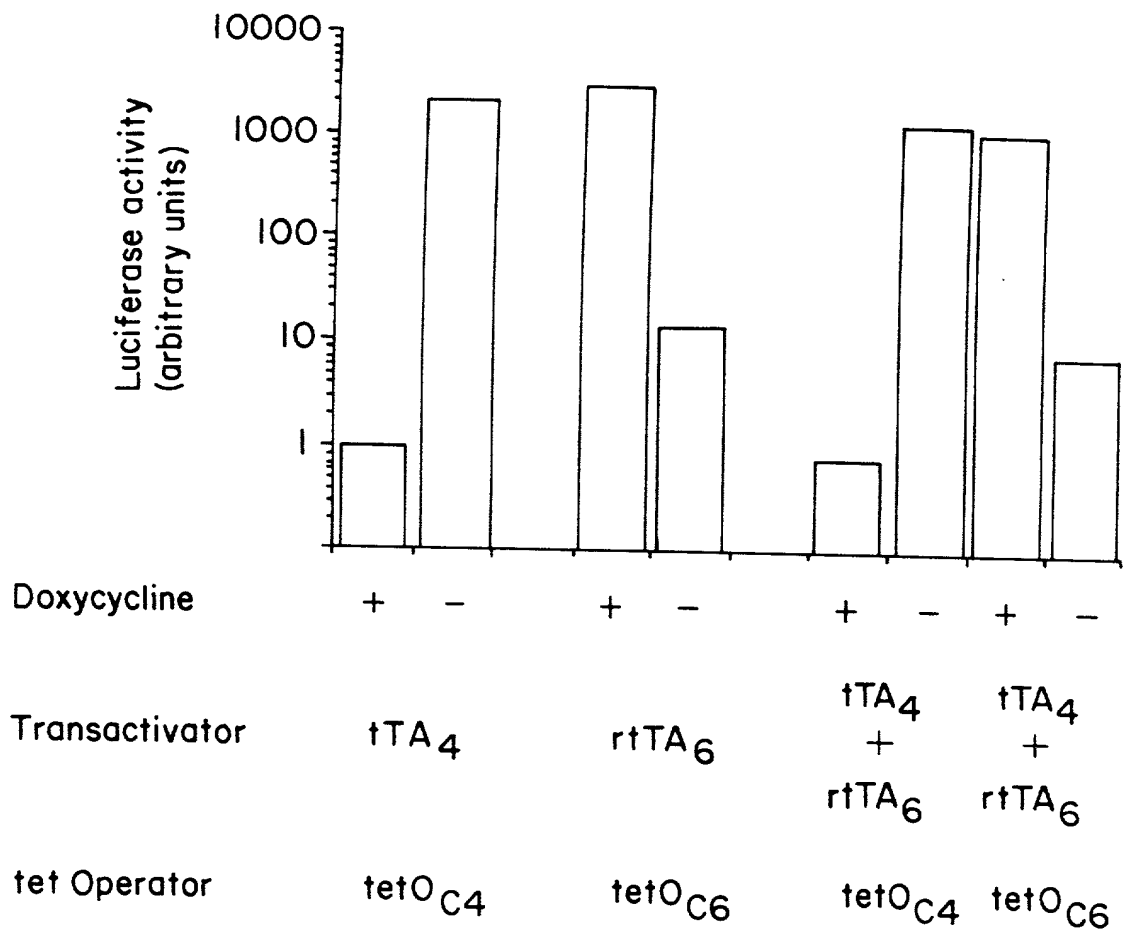 10000
1000
100
10
1
Luciferase activity
(arbitrary units)
Doxycycline + − + − + − + −
Transactivator tTA4 rtTA6 tTA4 + rtTA6 tTA4 + rtTA6
tet Operator tetOC4 tetOC6 tetOC4 tetOC6